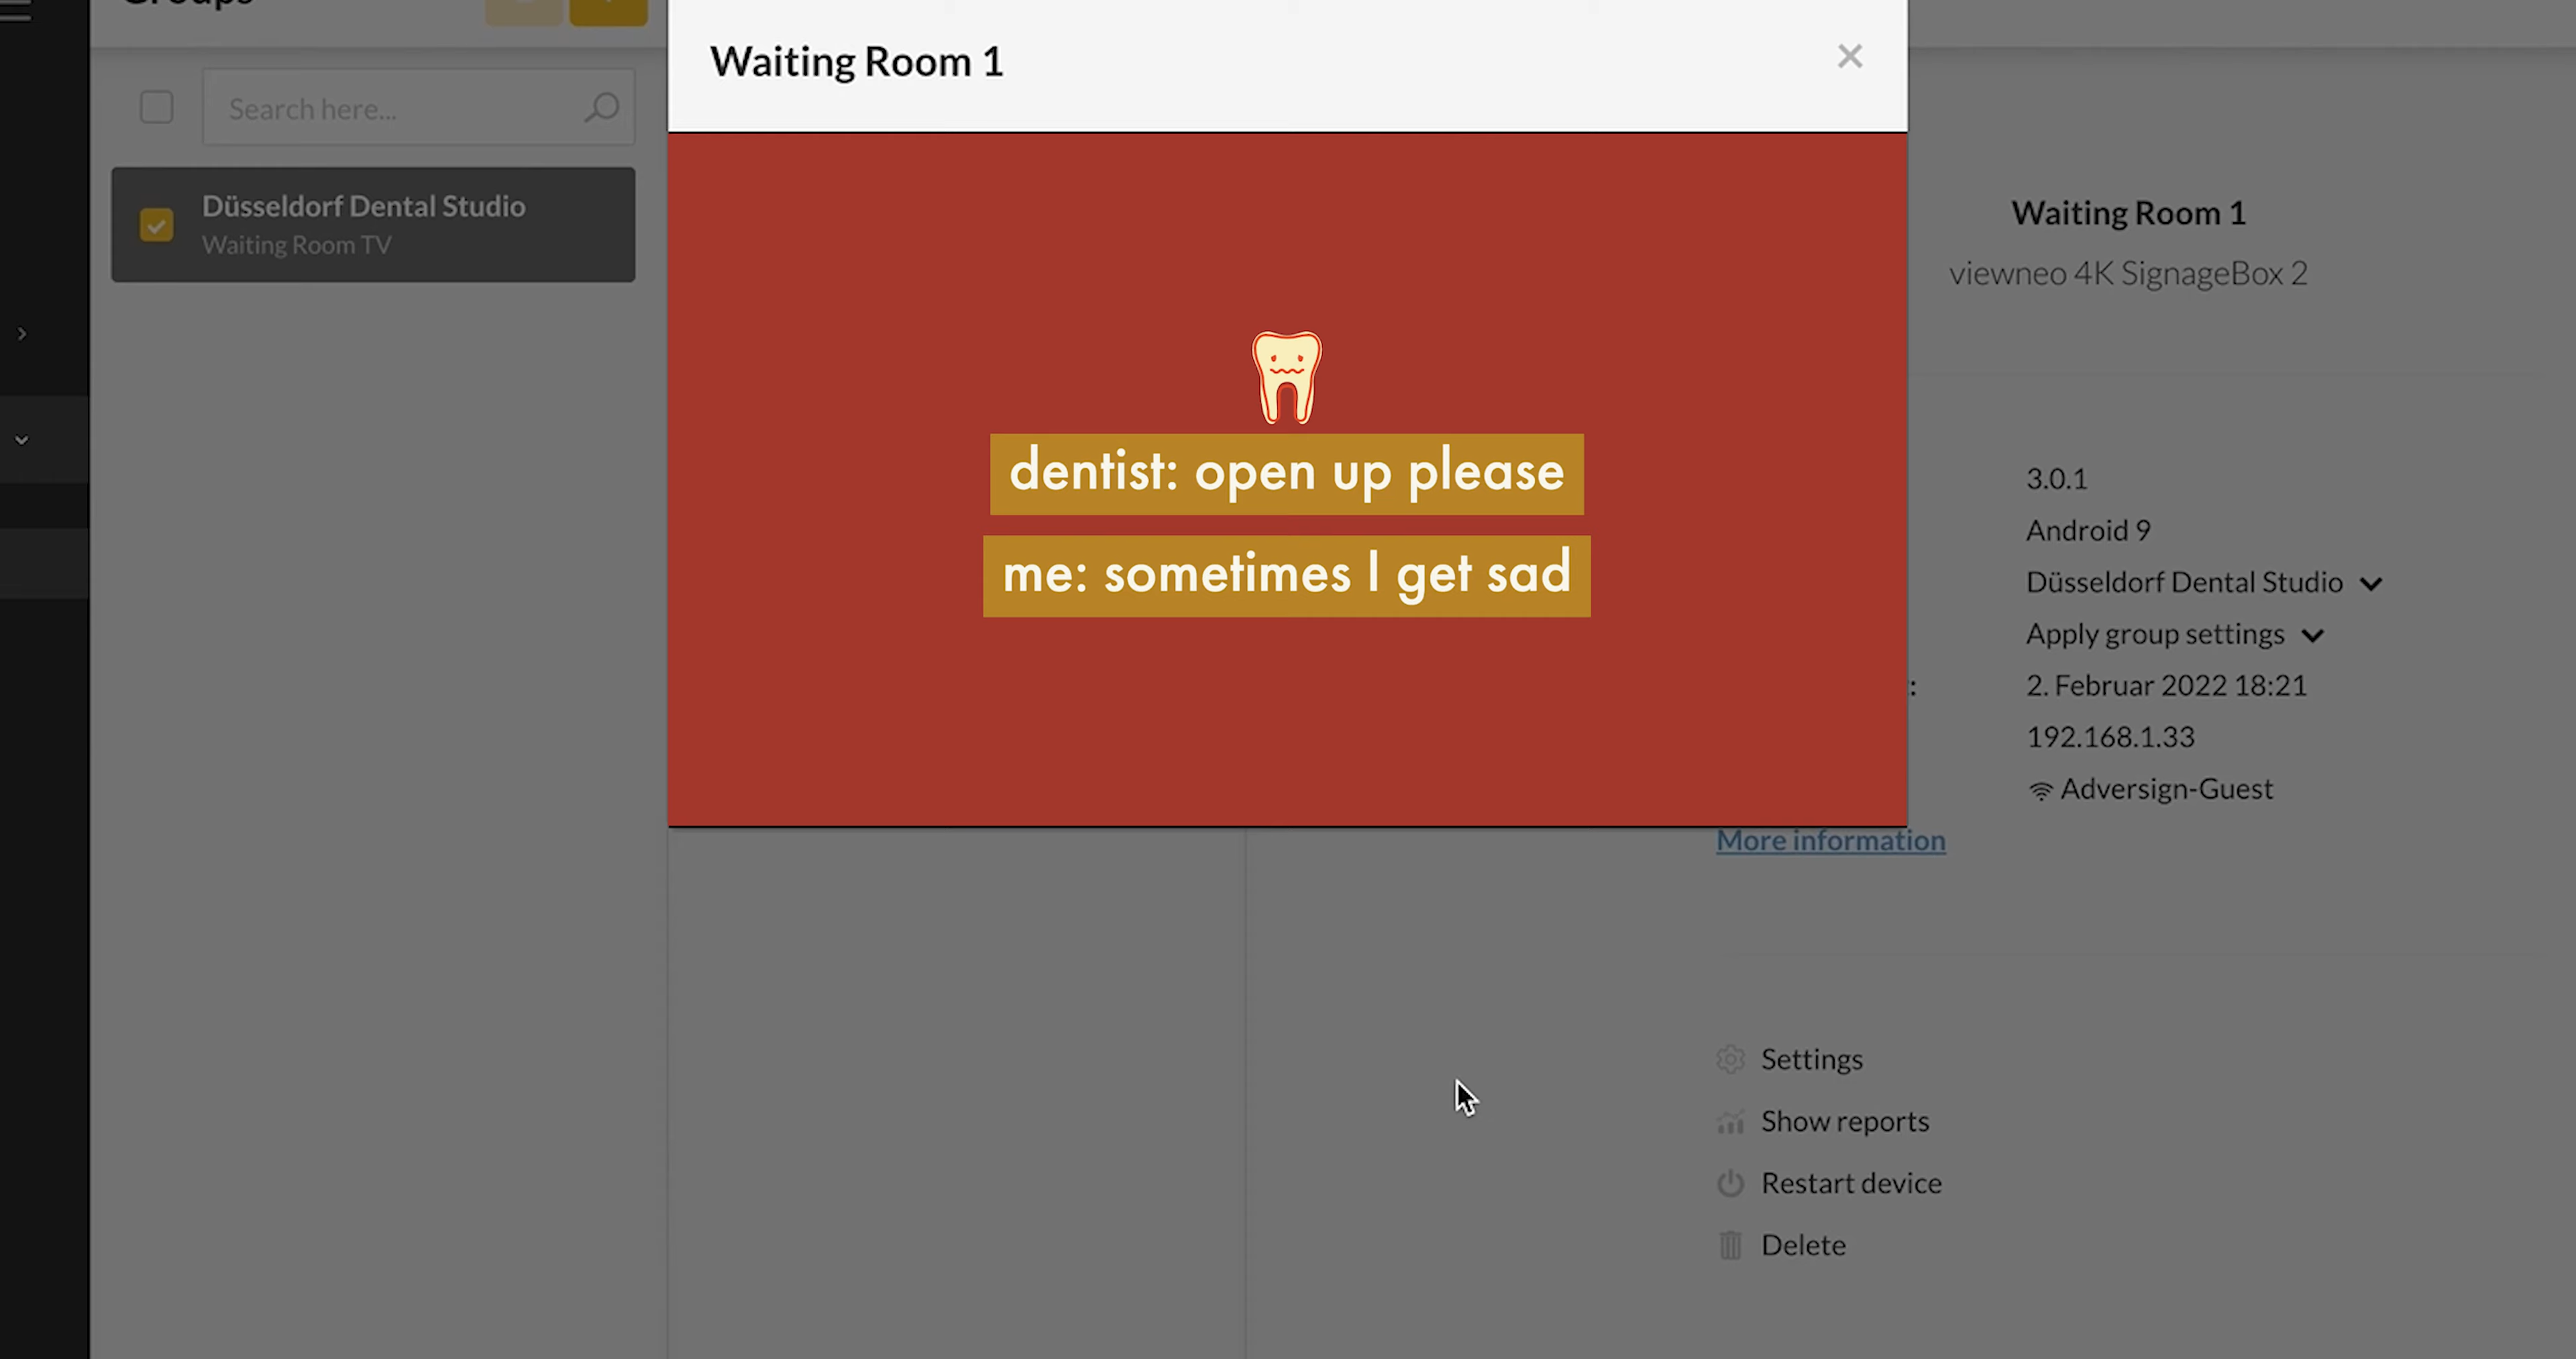 Groups
Search here...
Düsseldorf Dental Studio
Waiting Room TV
Waiting Room 1
dentist: open up please
me: sometimes I get sad
Waiting Room 1
viewneo 4K SignageBox 2
3.0.1
Android 9
Düsseldorf Dental Studio
Apply group settings
: 2. Februar 2022 18:21
192.168.1.33
Adversign-Guest
More information
Settings
Show reports
Restart device
Delete